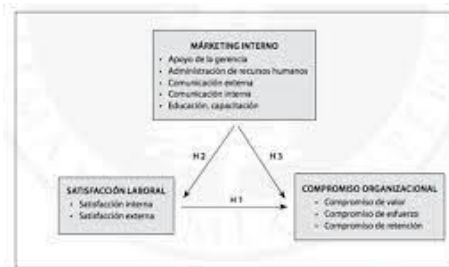 MÁRKETING INTERNO
• Apoyo de la gerencia
• Administración de recursos humanos
• Comunicación externa
• Comunicación interna
• Educación, capacitación
H 2
H 3
SATISFACCIÓN LABORAL
• Satisfacción interna
• Satisfacción externa
H 1
COMPROMISO ORGANIZACIONAL
• Compromiso de valor
• Compromiso de esfuerzo
• Compromiso de retención